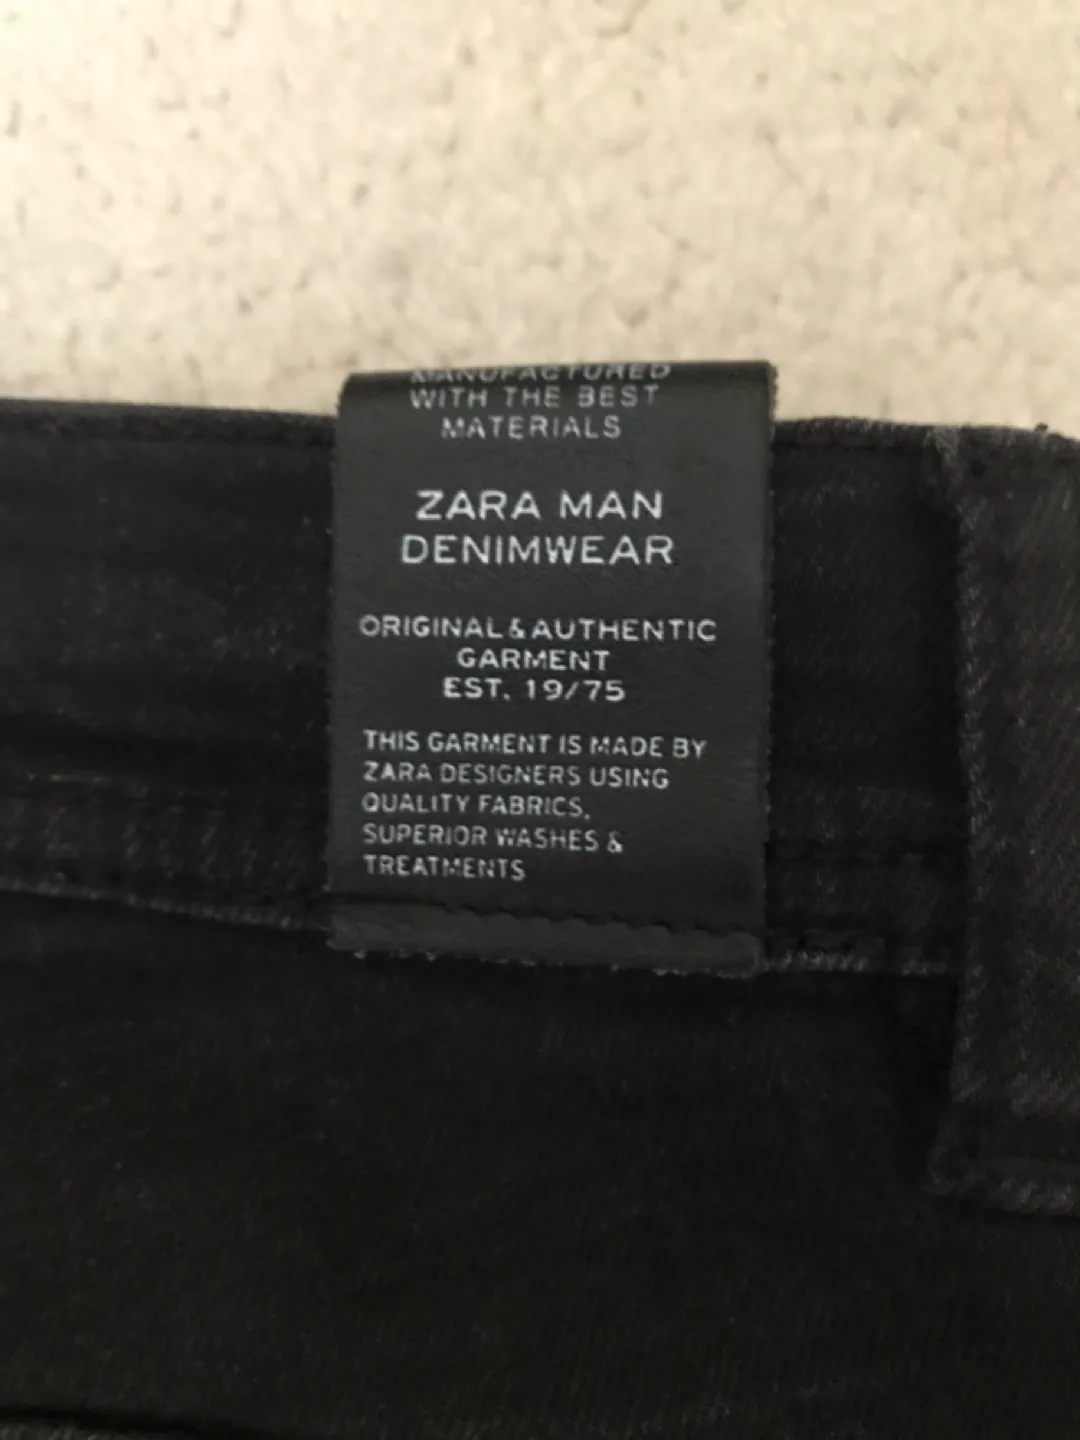 MANUFACTURED
WITH THE BEST
MATERIALS
ZARA MAN
DENIMWEAR
ORIGINAL & AUTHENTIC
GARMENT
EST. 19/75
THIS GARMENT IS MADE BY
ZARA DESIGNERS USING
QUALITY FABRICS,
SUPERIOR WASHES &
TREATMENTS